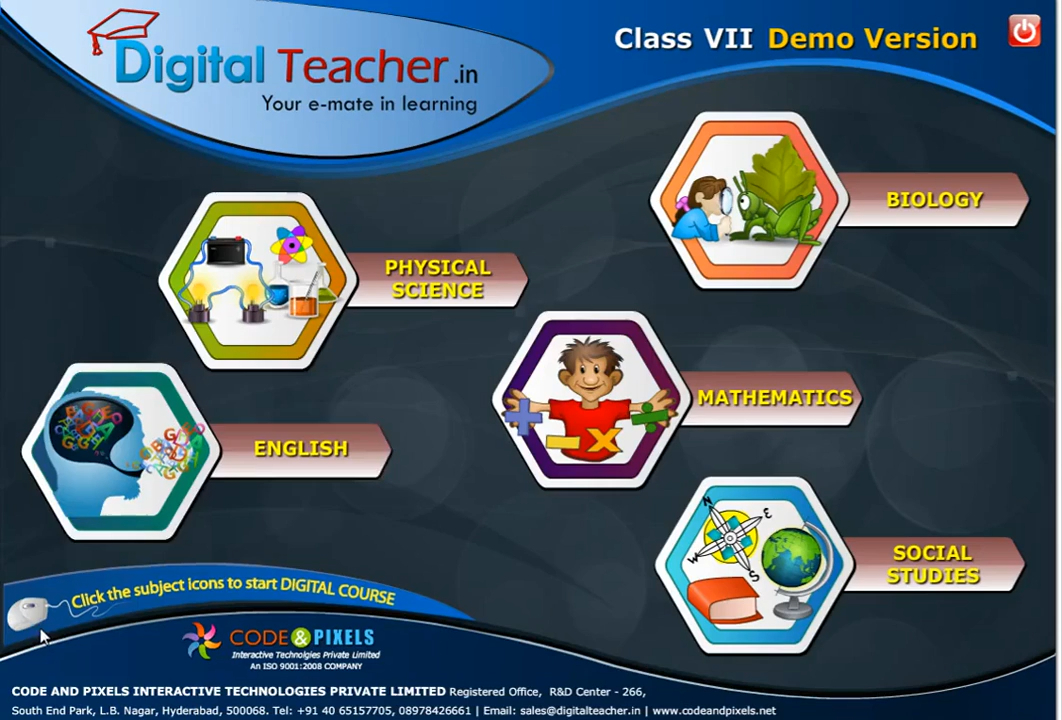 Digital Teacher.in
Your e-mate in learning
Class VII Demo Version
BIOLOGY
PHYSICAL
SCIENCE
MATHEMATICS
ENGLISH
N
E
W
S
SOCIAL
STUDIES
Click the subject icons to start DIGITAL COURSE
CODE & PIXELS
Interactive Technolgies Private Limited
An ISO 9001:2008 COMPANY
CODE AND PIXELS INTERACTIVE TECHNOLOGIES PRIVATE LIMITED Registered Office, R&D Center - 266,
South End Park, L.B. Nagar, Hyderabad, 500068. Tel: +91 40 65157705, 08978426661 | Email: sales@digitalteacher.in | www.codeandpixels.net